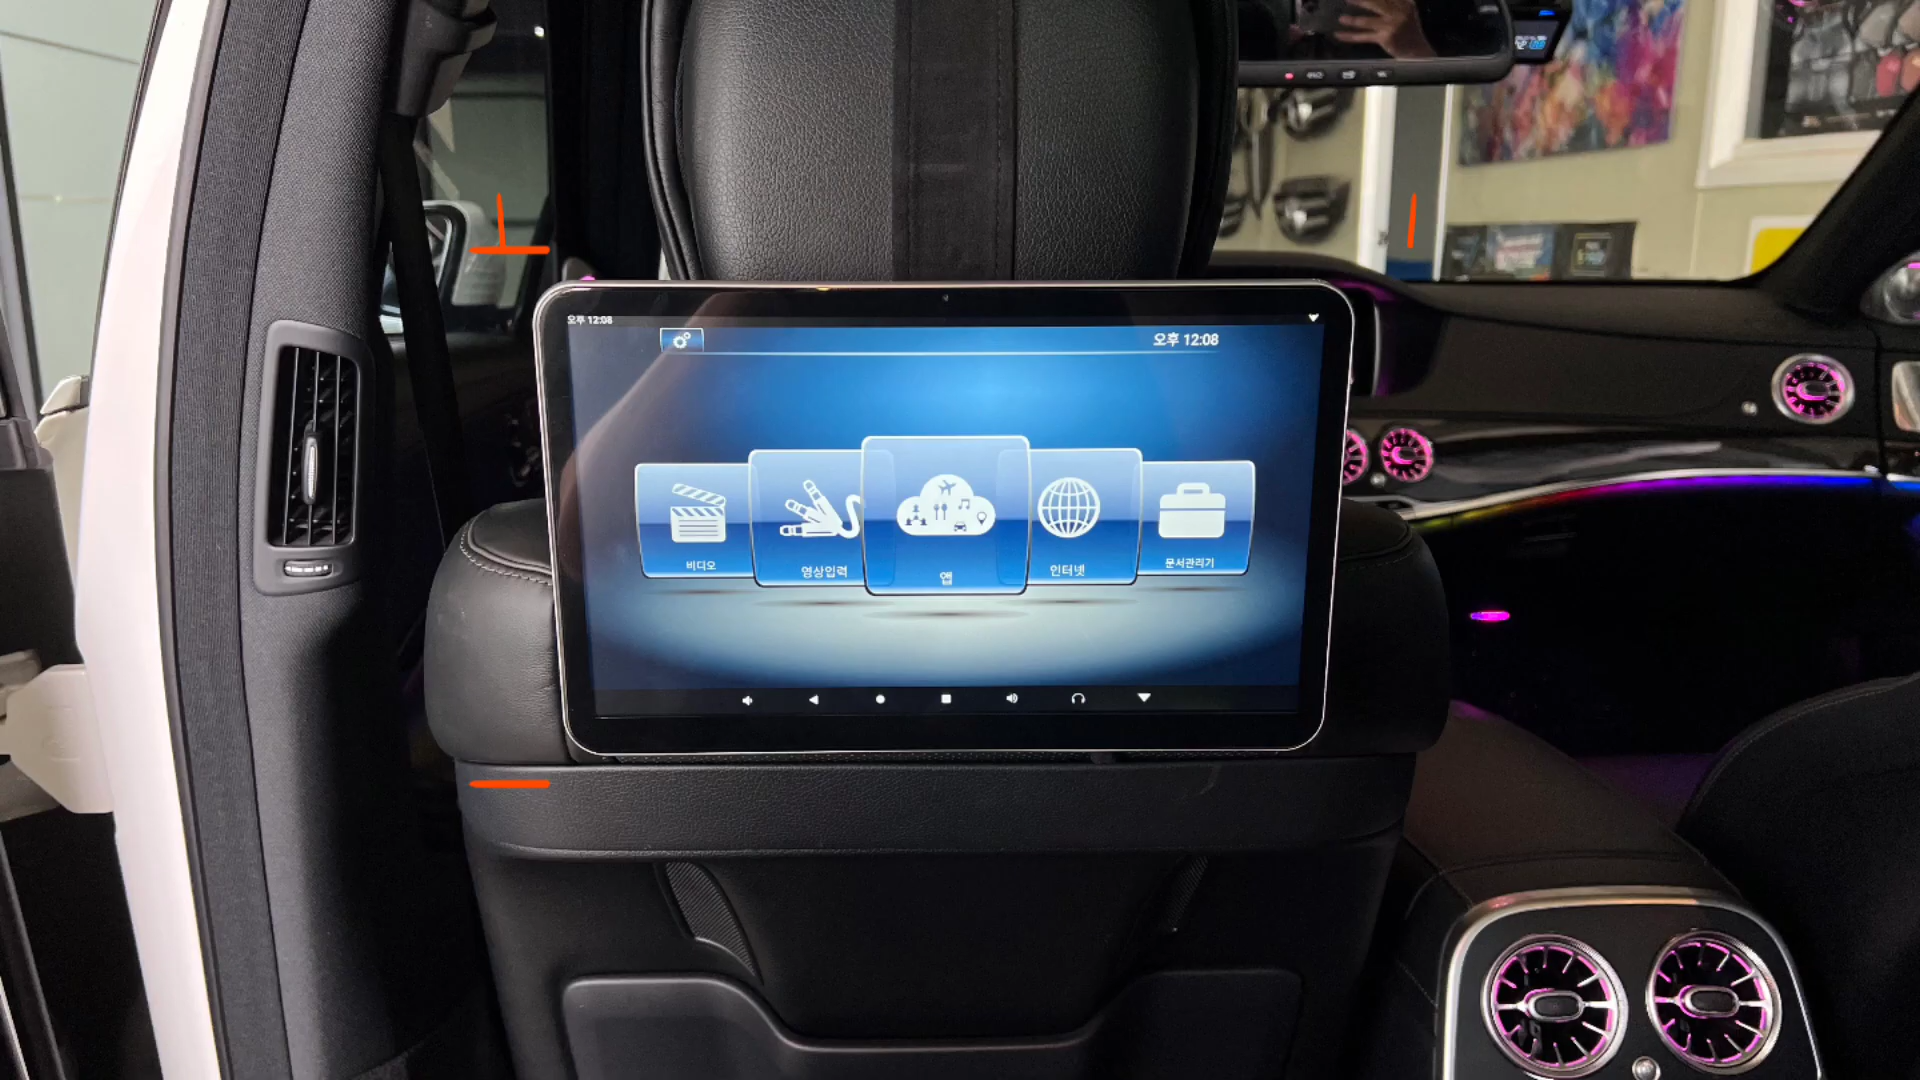 오후 12:08
오후 12:08
비디오
영상입력
앱
인터넷
문서관리기